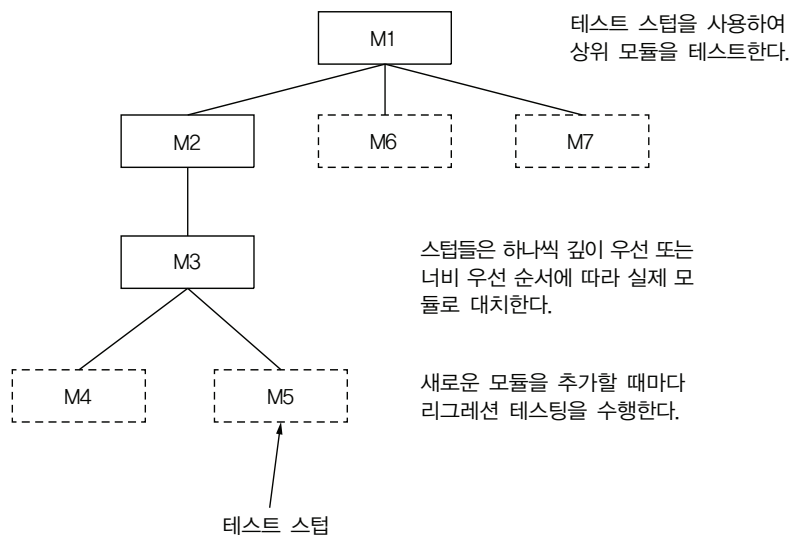 M1
테스트 스텁을 사용하여
상위 모듈을 테스트한다.
M2
M6
M7
M3
스텁들은 하나씩 깊이 우선 또는
너비 우선 순서에 따라 실제 모
듈로 대치한다.
M4
M5
새로운 모듈을 추가할 때마다
리그레션 테스팅을 수행한다.
테스트 스텁